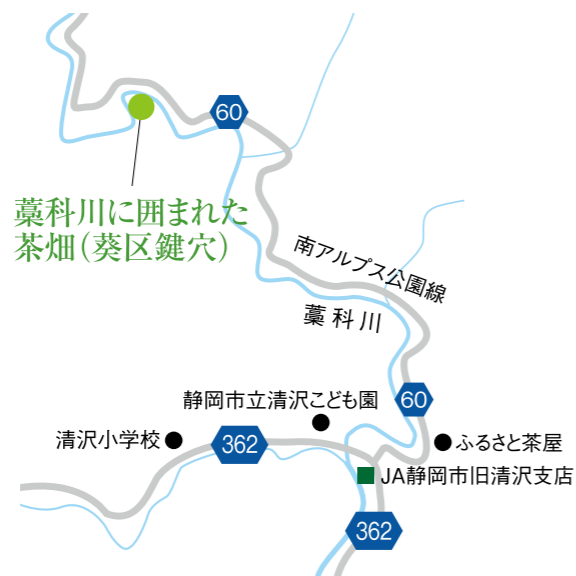 60
藁科川に囲まれた
茶畑（葵区鍵穴）
南アルプス公園線
藁科川
60
静岡市立清沢こども園
清沢小学校
362
ふるさと茶屋
JA静岡市旧清沢支店
362